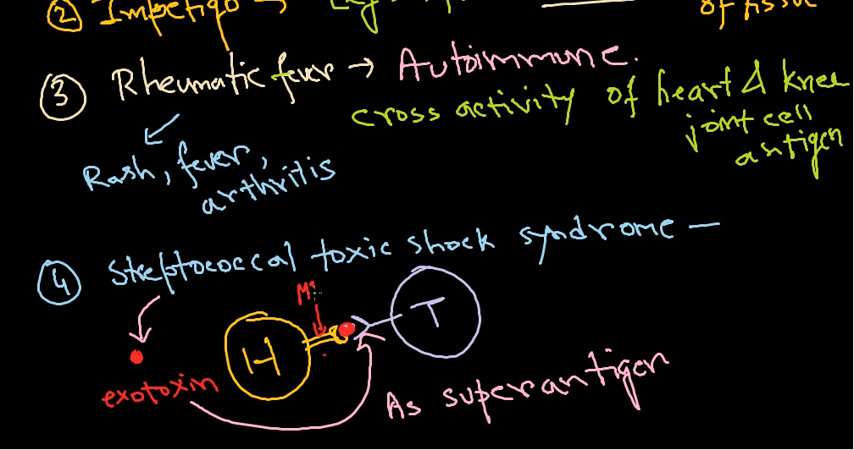 ② Impetigo →
of tissue
③ Rheumatic fever → Autoimmune.
cross activity of heart & knee
joint cell
antigen
Rash, fever,
arthritis
④ Streptococcal toxic shock syndrome —
H
T
exotoxin
As superantigen